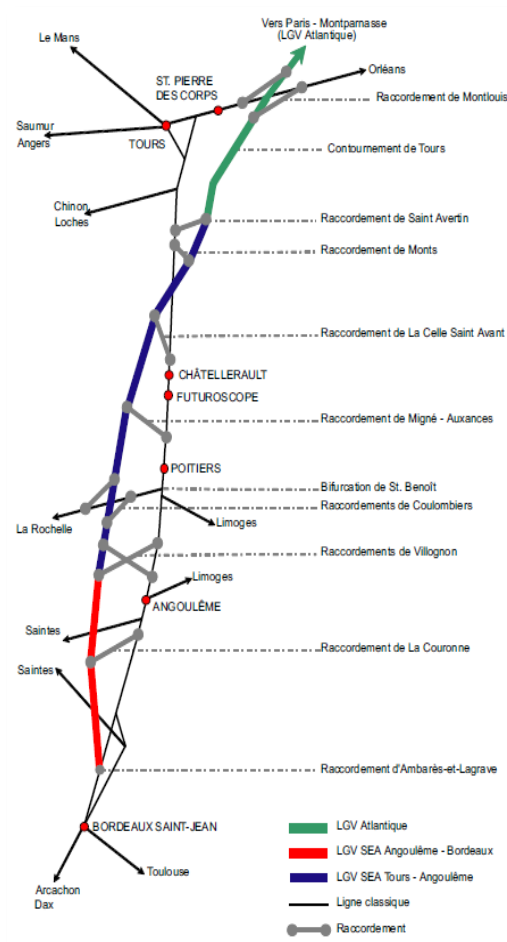 Vers Paris - Montparnasse
(LGV Atlantique)
Le Mans
Orléans
ST. PIERRE
DES CORPS
Raccordement de Montlouis
Saumur
Angers
TOURS
Contournement de Tours
Chinon
Loches
Raccordement de Saint Avertin
Raccordement de Monts
Raccordement de La Celle Saint Avant
CHÂTELLERAULT
FUTUROSCOPE
Raccordement de Migné - Auxances
POITIERS
Bifurcation de St. Benoît
Raccordements de Coulombiers
La Rochelle
Limoges
Raccordements de Villognon
Limoges
ANGOULÊME
Saintes
Raccordement de La Couronne
Saintes
Raccordement d'Ambarès-et-Lagrave
BORDEAUX SAINT-JEAN
LGV Atlantique
LGV SEA Angoulême - Bordeaux
Toulouse
LGV SEA Tours - Angoulême
Arcachon
Dax
Ligne classique
Raccordement